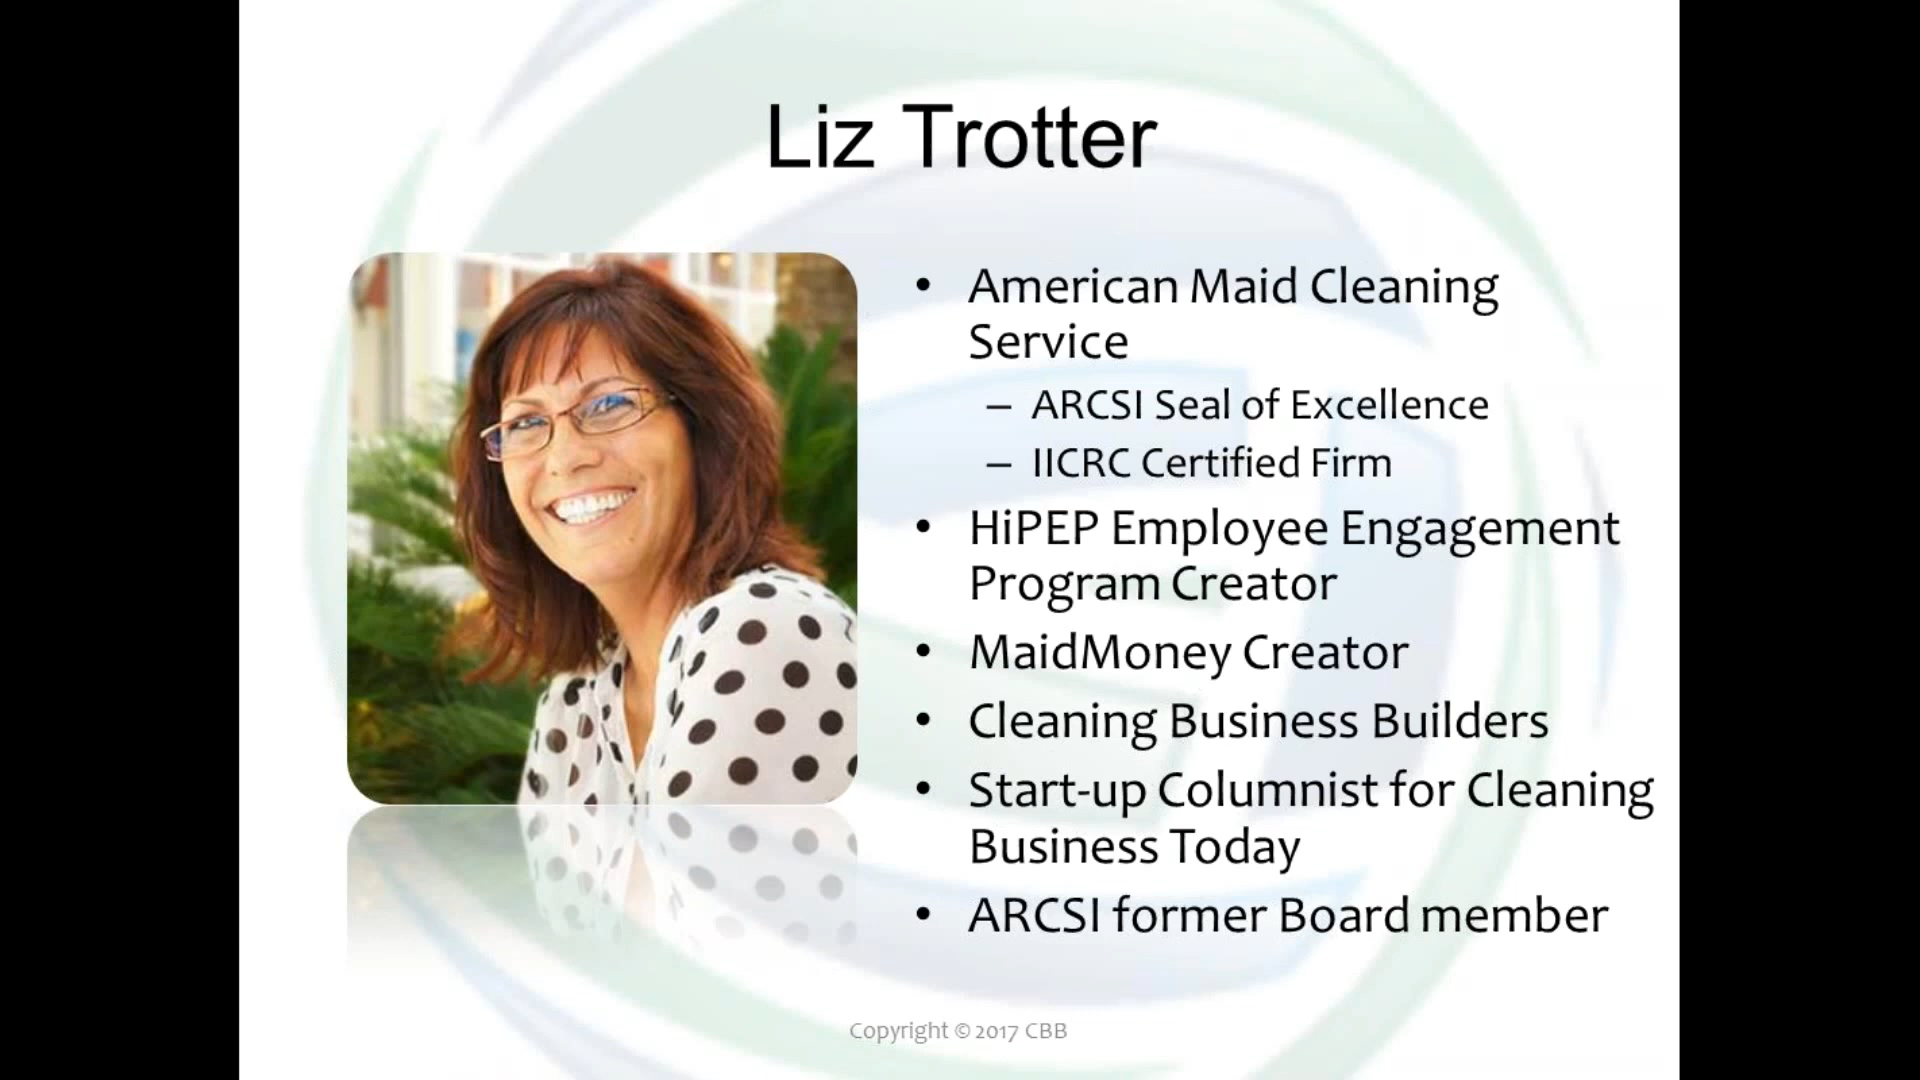 Liz Trotter
• American Maid Cleaning
Service
– ARCSI Seal of Excellence
– IICRC Certified Firm
• HiPEP Employee Engagement
Program Creator
• MaidMoney Creator
• Cleaning Business Builders
• Start-up Columnist for Cleaning
Business Today
• ARCSI former Board member
Copyright © 2017 CBB